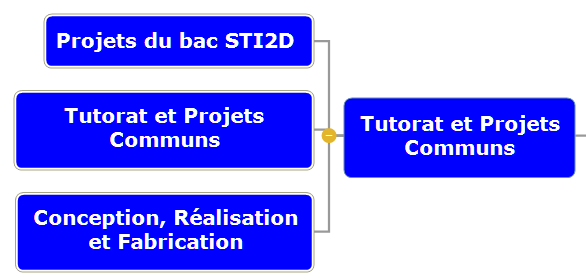 Projets du bac STI2D
Tutorat et Projets
Communs
Conception, Réalisation
et Fabrication
Tutorat et Projets
Communs